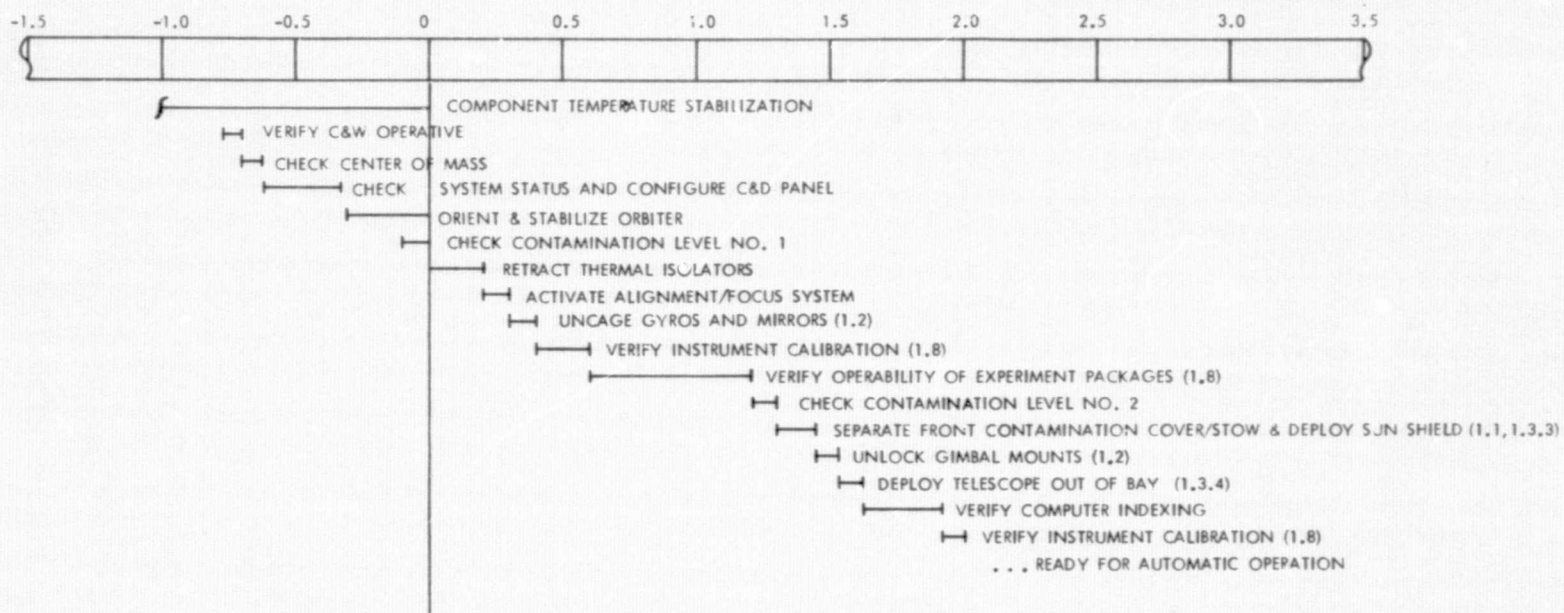 -1.5 -1.0 -0.5 0 0.5 1.0 1.5 2.0 2.5 3.0 3.5
COMPONENT TEMPERATURE STABILIZATION
VERIFY C&W OPERATIVE
CHECK CENTER OF MASS
CHECK SYSTEM STATUS AND CONFIGURE C&D PANEL
ORIENT & STABILIZE ORBITER
CHECK CONTAMINATION LEVEL NO. 1
RETRACT THERMAL ISOLATORS
ACTIVATE ALIGNMENT/FOCUS SYSTEM
UNCAGE GYROS AND MIRRORS (1.2)
VERIFY INSTRUMENT CALIBRATION (1.8)
VERIFY OPERABILITY OF EXPERIMENT PACKAGES (1.8)
CHECK CONTAMINATION LEVEL NO. 2
SEPARATE FRONT CONTAMINATION COVER/STOW & DEPLOY SUN SHIELD (1.1,1.3.3)
UNLOCK GIMBAL MOUNTS (1.2)
DEPLOY TELESCOPE OUT OF BAY (1.3.4)
VERIFY COMPUTER INDEXING
VERIFY INSTRUMENT CALIBRATION (1.8)
... READY FOR AUTOMATIC OPERATION